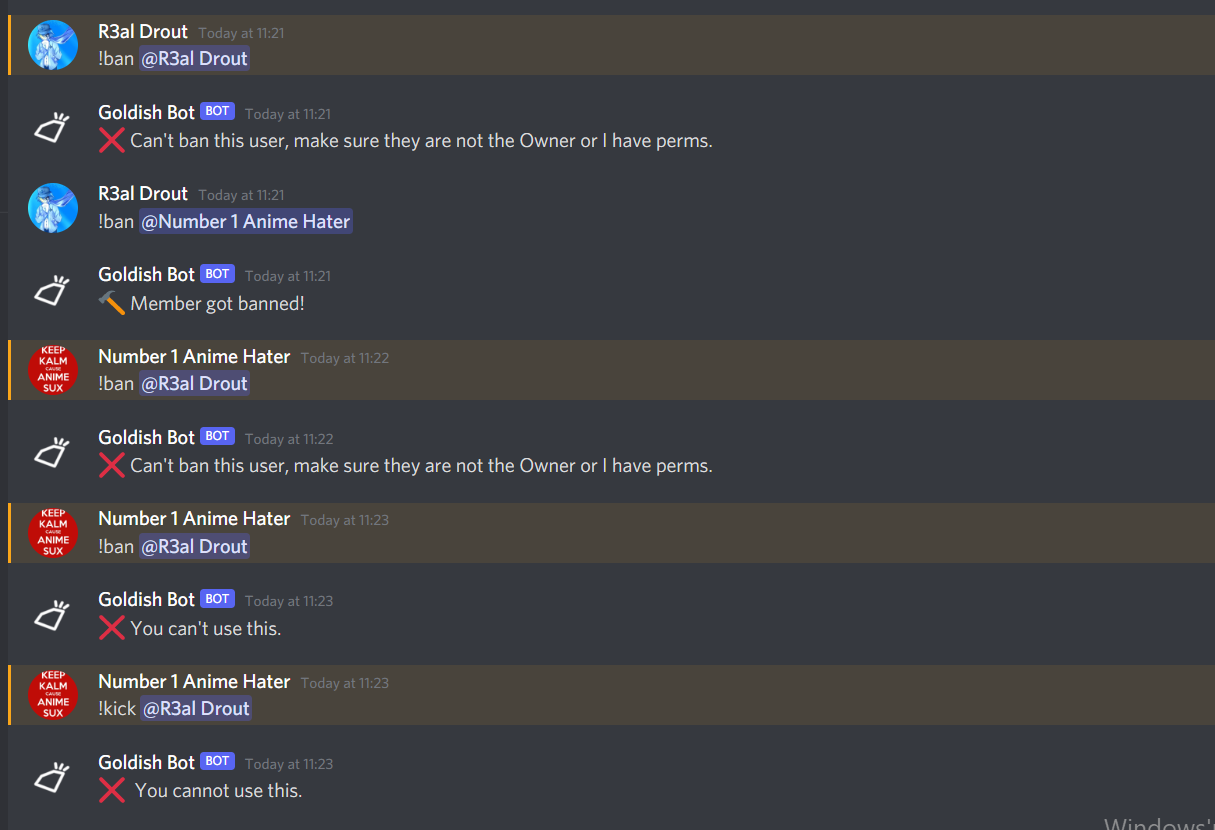 R3al Drout Today at 11:21
!ban @R3al Drout
Goldish Bot BOT Today at 11:21
❌ Can't ban this user, make sure they are not the Owner or I have perms.
R3al Drout Today at 11:21
!ban @Number 1 Anime Hater
Goldish Bot BOT Today at 11:21
🔨 Member got banned!
KEEP
KALM
CAUSE
ANIME
SUX
Number 1 Anime Hater Today at 11:22
!ban @R3al Drout
Goldish Bot BOT Today at 11:22
❌ Can't ban this user, make sure they are not the Owner or I have perms.
KEEP
KALM
CAUSE
ANIME
SUX
Number 1 Anime Hater Today at 11:23
!ban @R3al Drout
Goldish Bot BOT Today at 11:23
❌ You can't use this.
KEEP
KALM
CAUSE
ANIME
SUX
Number 1 Anime Hater Today at 11:23
!kick @R3al Drout
Goldish Bot BOT Today at 11:23
❌ You cannot use this.